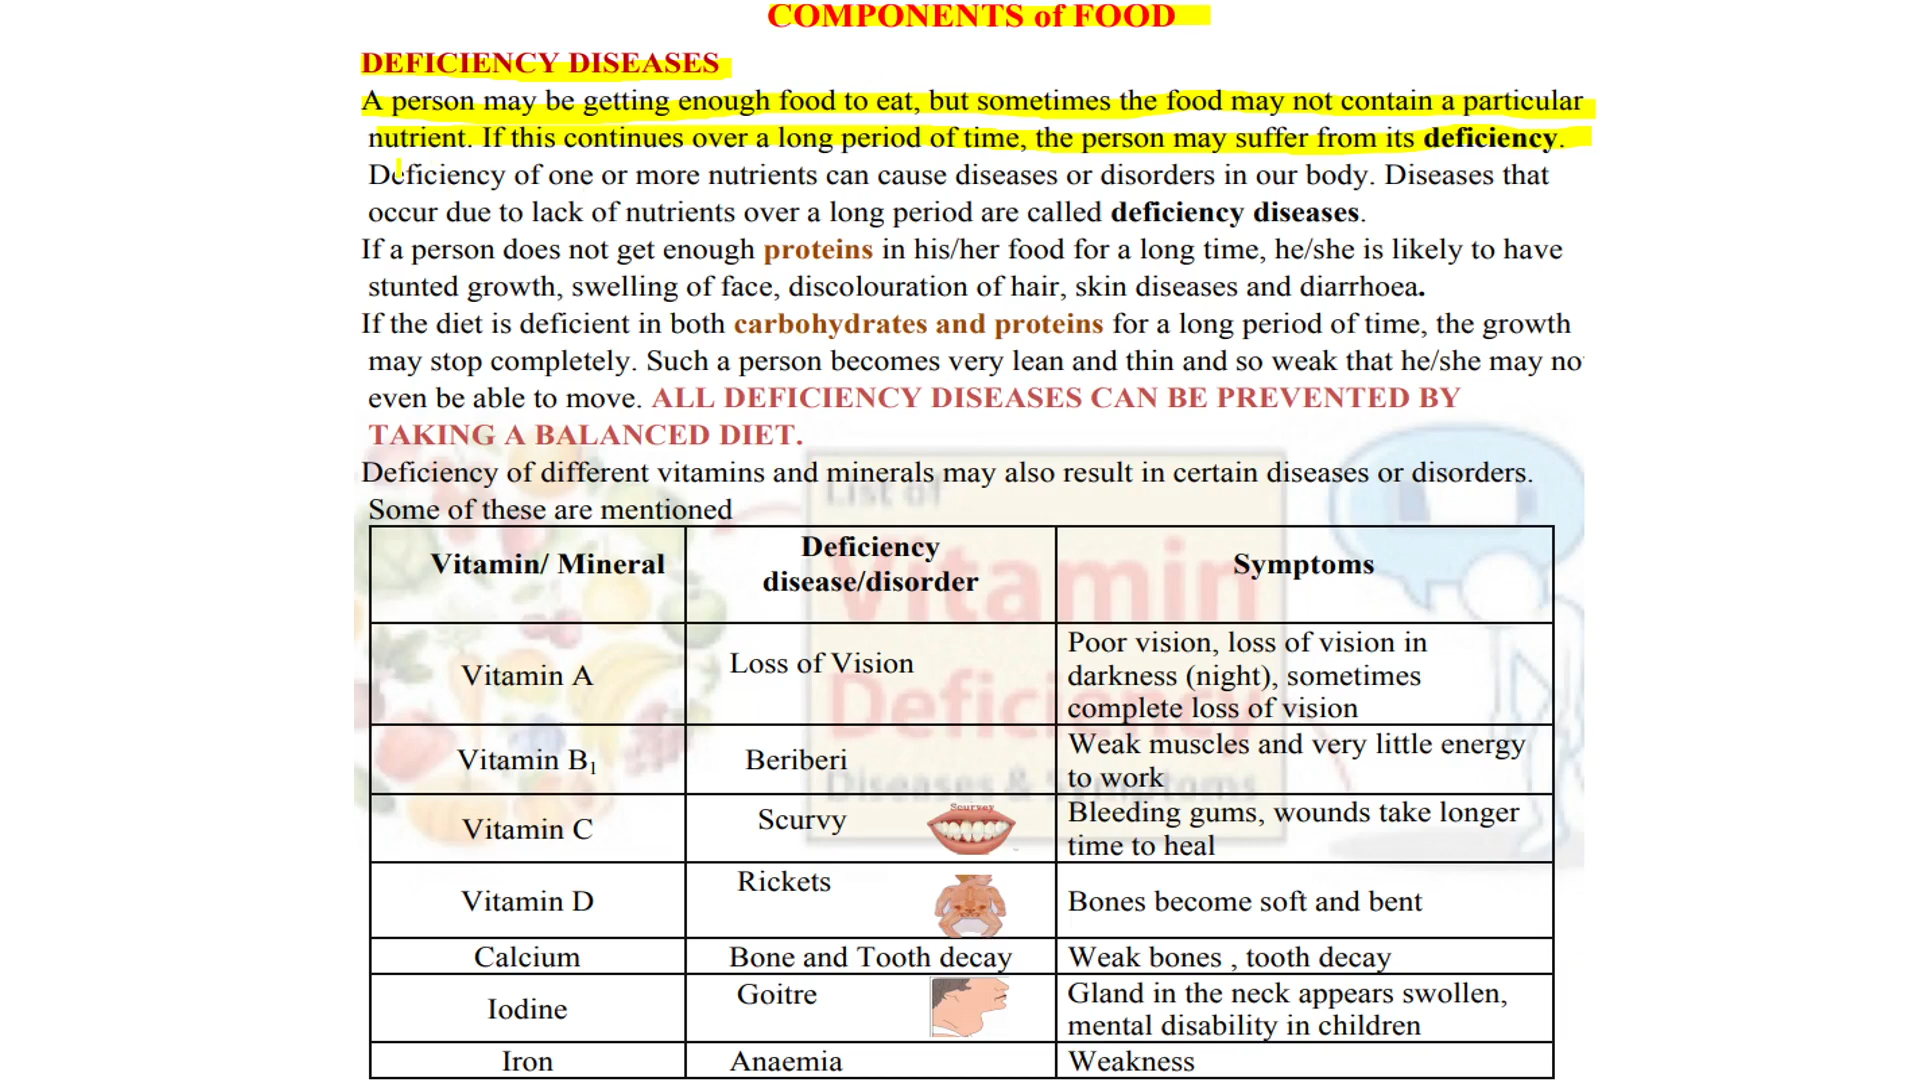 COMPONENTS of FOOD
DEFICIENCY DISEASES
A person may be getting enough food to eat, but sometimes the food may not contain a particular
nutrient. If this continues over a long period of time, the person may suffer from its deficiency.
Deficiency of one or more nutrients can cause diseases or disorders in our body. Diseases that
occur due to lack of nutrients over a long period are called deficiency diseases.
If a person does not get enough proteins in his/her food for a long time, he/she is likely to have
stunted growth, swelling of face, discolouration of hair, skin diseases and diarrhoea.
If the diet is deficient in both carbohydrates and proteins for a long period of time, the growth
may stop completely. Such a person becomes very lean and thin and so weak that he/she may no
even be able to move. ALL DEFICIENCY DISEASES CAN BE PREVENTED BY
TAKING A BALANCED DIET.
Deficiency of different vitamins and minerals may also result in certain diseases or disorders.
Some of these are mentioned
List of
Vitamin
Deficiency
Diseases & Symptoms
Vitamin/ Mineral
Deficiency
disease/disorder
Symptoms
Vitamin A
Loss of Vision
Poor vision, loss of vision in
darkness (night), sometimes
complete loss of vision
Vitamin B1
Beriberi
Weak muscles and very little energy
to work
Vitamin C
Scurvy
Scurvey
Bleeding gums, wounds take longer
time to heal
Vitamin D
Rickets
Bones become soft and bent
Calcium
Bone and Tooth decay
Weak bones , tooth decay
Iodine
Goitre
Gland in the neck appears swollen,
mental disability in children
Iron
Anaemia
Weakness